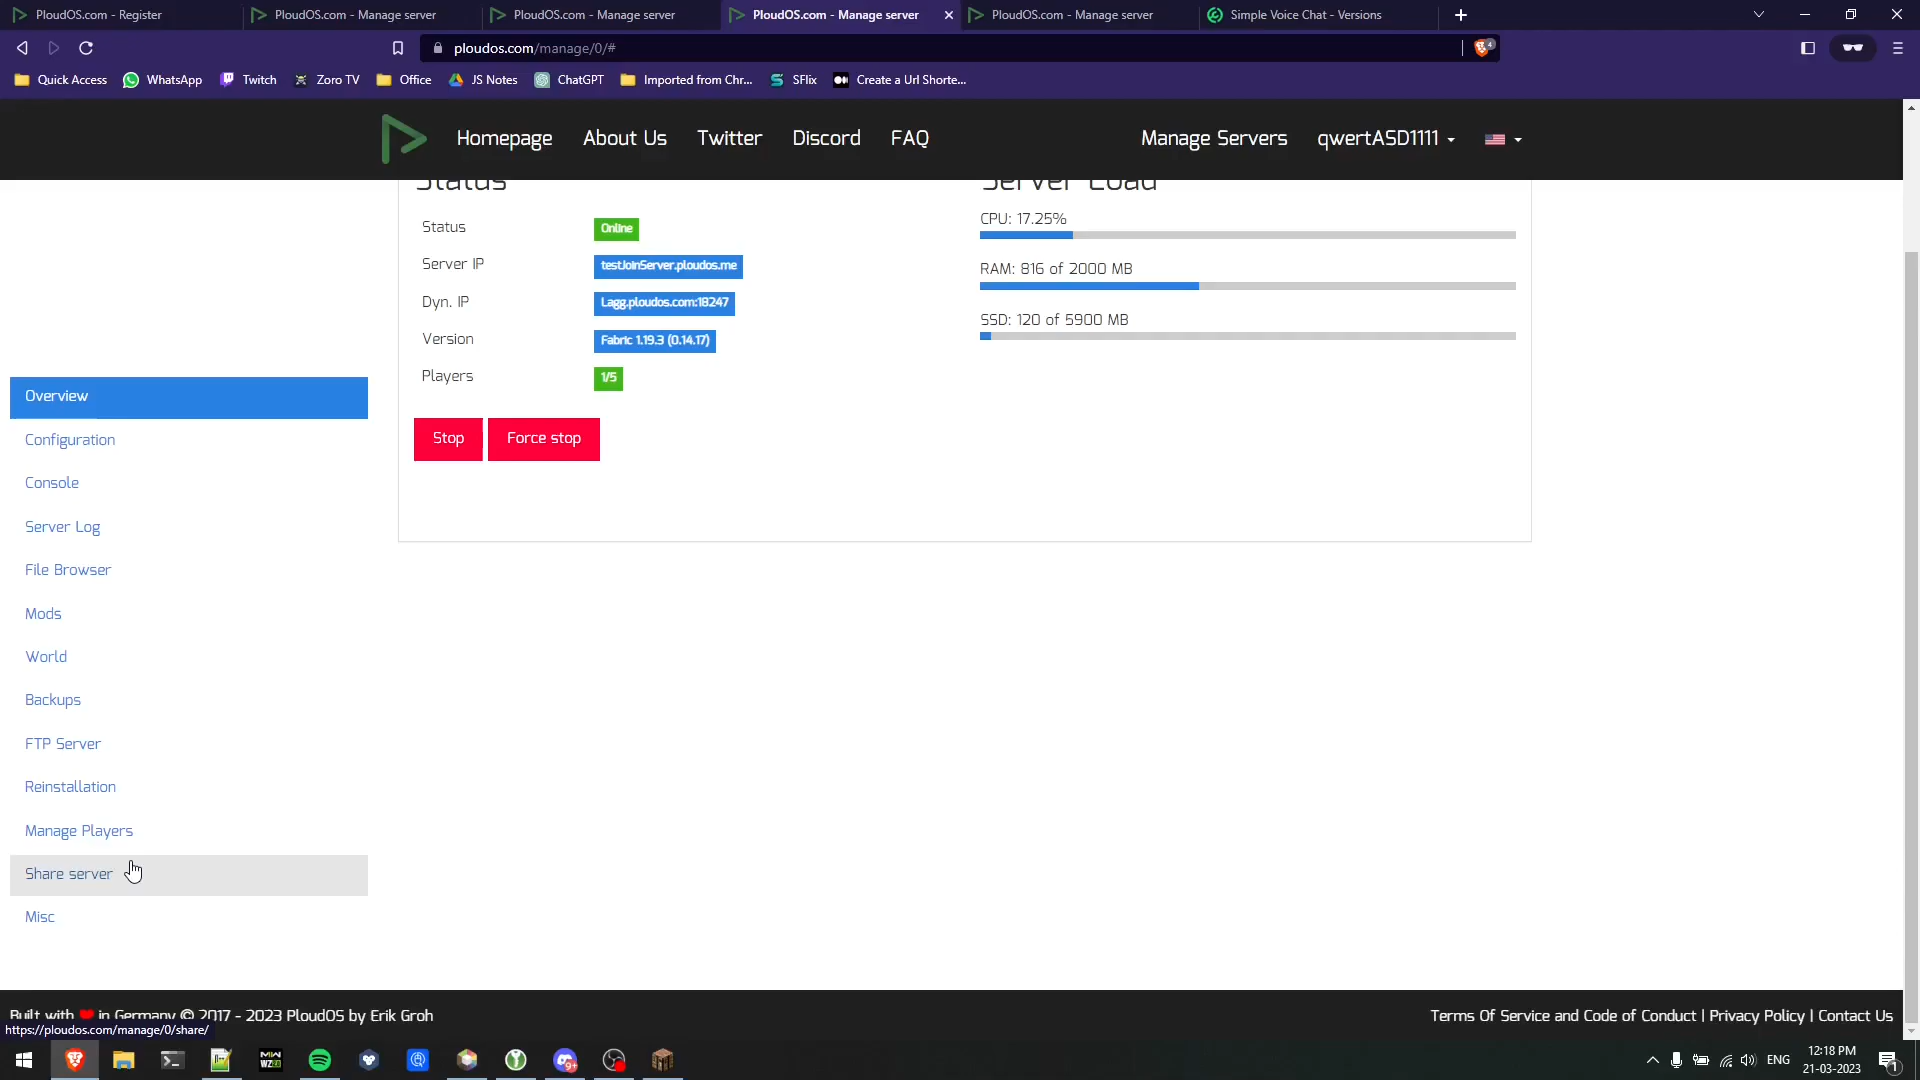 PloudOS.com - Register
PloudOS.com - Manage server
PloudOS.com - Manage server
PloudOS.com - Manage server
PloudOS.com - Manage server
Simple Voice Chat - Versions
ploudos.com/manage/0/#
4
Quick Access
WhatsApp
Twitch
Zoro TV
Office
JS Notes
ChatGPT
Imported from Chr...
SFlix
Create a Url Shorte...
Homepage
About Us
Twitter
Discord
FAQ
Manage Servers
qwertASD1111
Status
Server Load
Status
Online
Server IP
testJoinServer.ploudos.me
Dyn. IP
Lagg.ploudos.com:18247
Version
Fabric 1.19.3 (0.14.17)
Players
1/5
Stop
Force stop
CPU: 17.25%
RAM: 816 of 2000 MB
SSD: 120 of 5900 MB
Overview
Configuration
Console
Server Log
File Browser
Mods
World
Backups
FTP Server
Reinstallation
Manage Players
Share server
Misc
Built with ❤ in Germany © 2017 - 2023 PloudOS by Erik Groh
Terms Of Service and Code of Conduct | Privacy Policy | Contact Us
https://ploudos.com/manage/0/share/
MW
WZ
9+
ENG
12:18 PM
21-03-2023
1